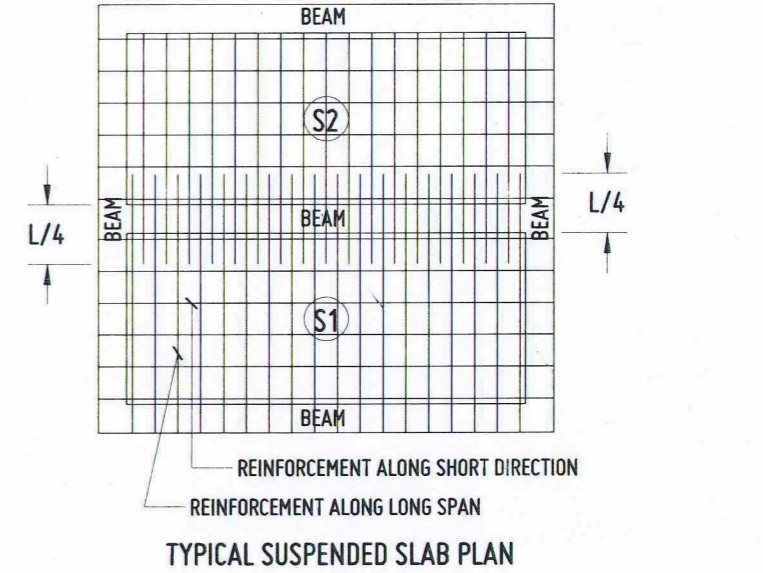 BEAM
S2
L/4
BEAM
BEAM
BEAM
L/4
S1
BEAM
REINFORCEMENT ALONG SHORT DIRECTION
REINFORCEMENT ALONG LONG SPAN
TYPICAL SUSPENDED SLAB PLAN